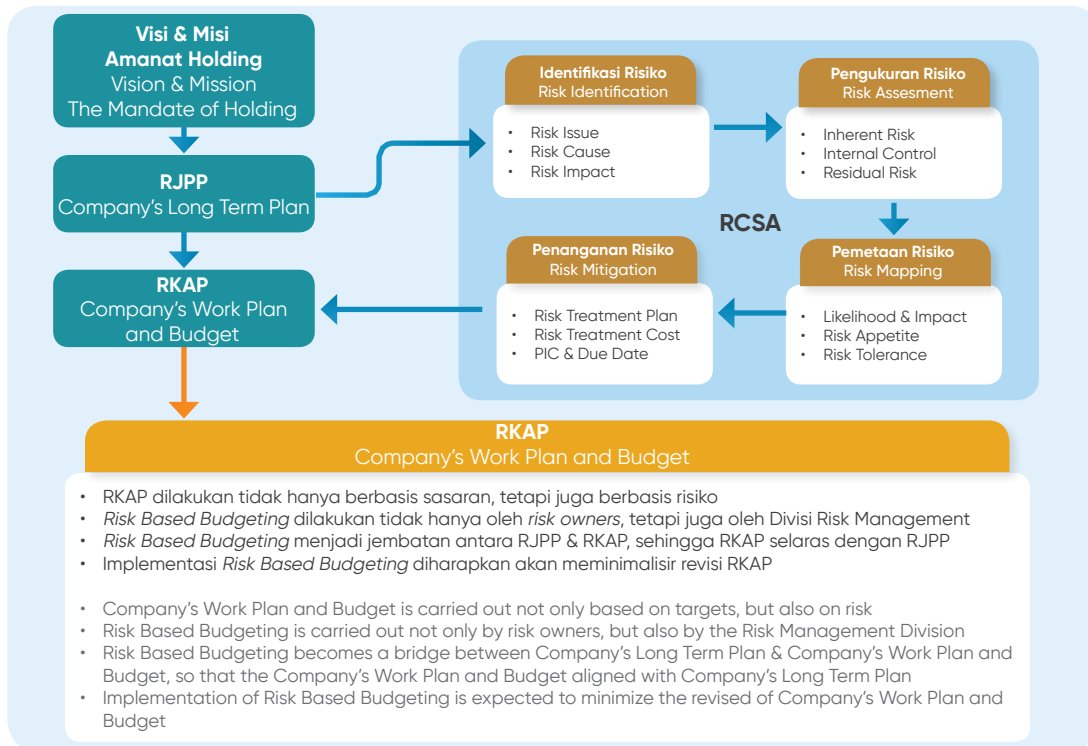 Visi & Misi
Amanat Holding
Vision & Mission
The Mandate of Holding
RJPP
Company's Long Term Plan
RKAP
Company's Work Plan
and Budget
Identifikasi Risiko
Risk Identification
• Risk Issue
• Risk Cause
• Risk Impact
Pengukuran Risiko
Risk Assesment
• Inherent Risk
• Internal Control
• Residual Risk
RCSA
Penanganan Risiko
Risk Mitigation
• Risk Treatment Plan
• Risk Treatment Cost
• PIC & Due Date
Pemetaan Risiko
Risk Mapping
• Likelihood & Impact
• Risk Appetite
• Risk Tolerance
RKAP
Company's Work Plan and Budget
• RKAP dilakukan tidak hanya berbasis sasaran, tetapi juga berbasis risiko
• Risk Based Budgeting dilakukan tidak hanya oleh risk owners, tetapi juga oleh Divisi Risk Management
• Risk Based Budgeting menjadi jembatan antara RJPP & RKAP, sehingga RKAP selaras dengan RJPP
• Implementasi Risk Based Budgeting diharapkan akan meminimalisir revisi RKAP
• Company's Work Plan and Budget is carried out not only based on targets, but also on risk
• Risk Based Budgeting is carried out not only by risk owners, but also by the Risk Management Division
• Risk Based Budgeting becomes a bridge between Company's Long Term Plan & Company's Work Plan and
Budget, so that the Company's Work Plan and Budget aligned with Company's Long Term Plan
• Implementation of Risk Based Budgeting is expected to minimize the revised of Company's Work Plan and
Budget